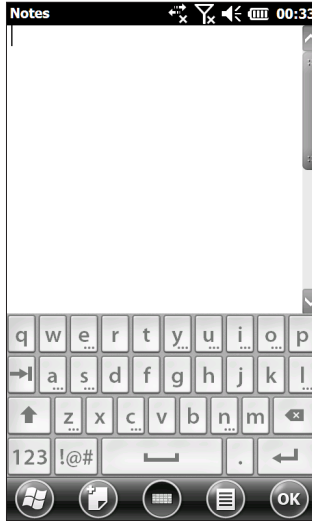 Notes 00:33
q w e r t y u i o p
a s d f g h j k l
z x c v b n m
123 !@# .
OK